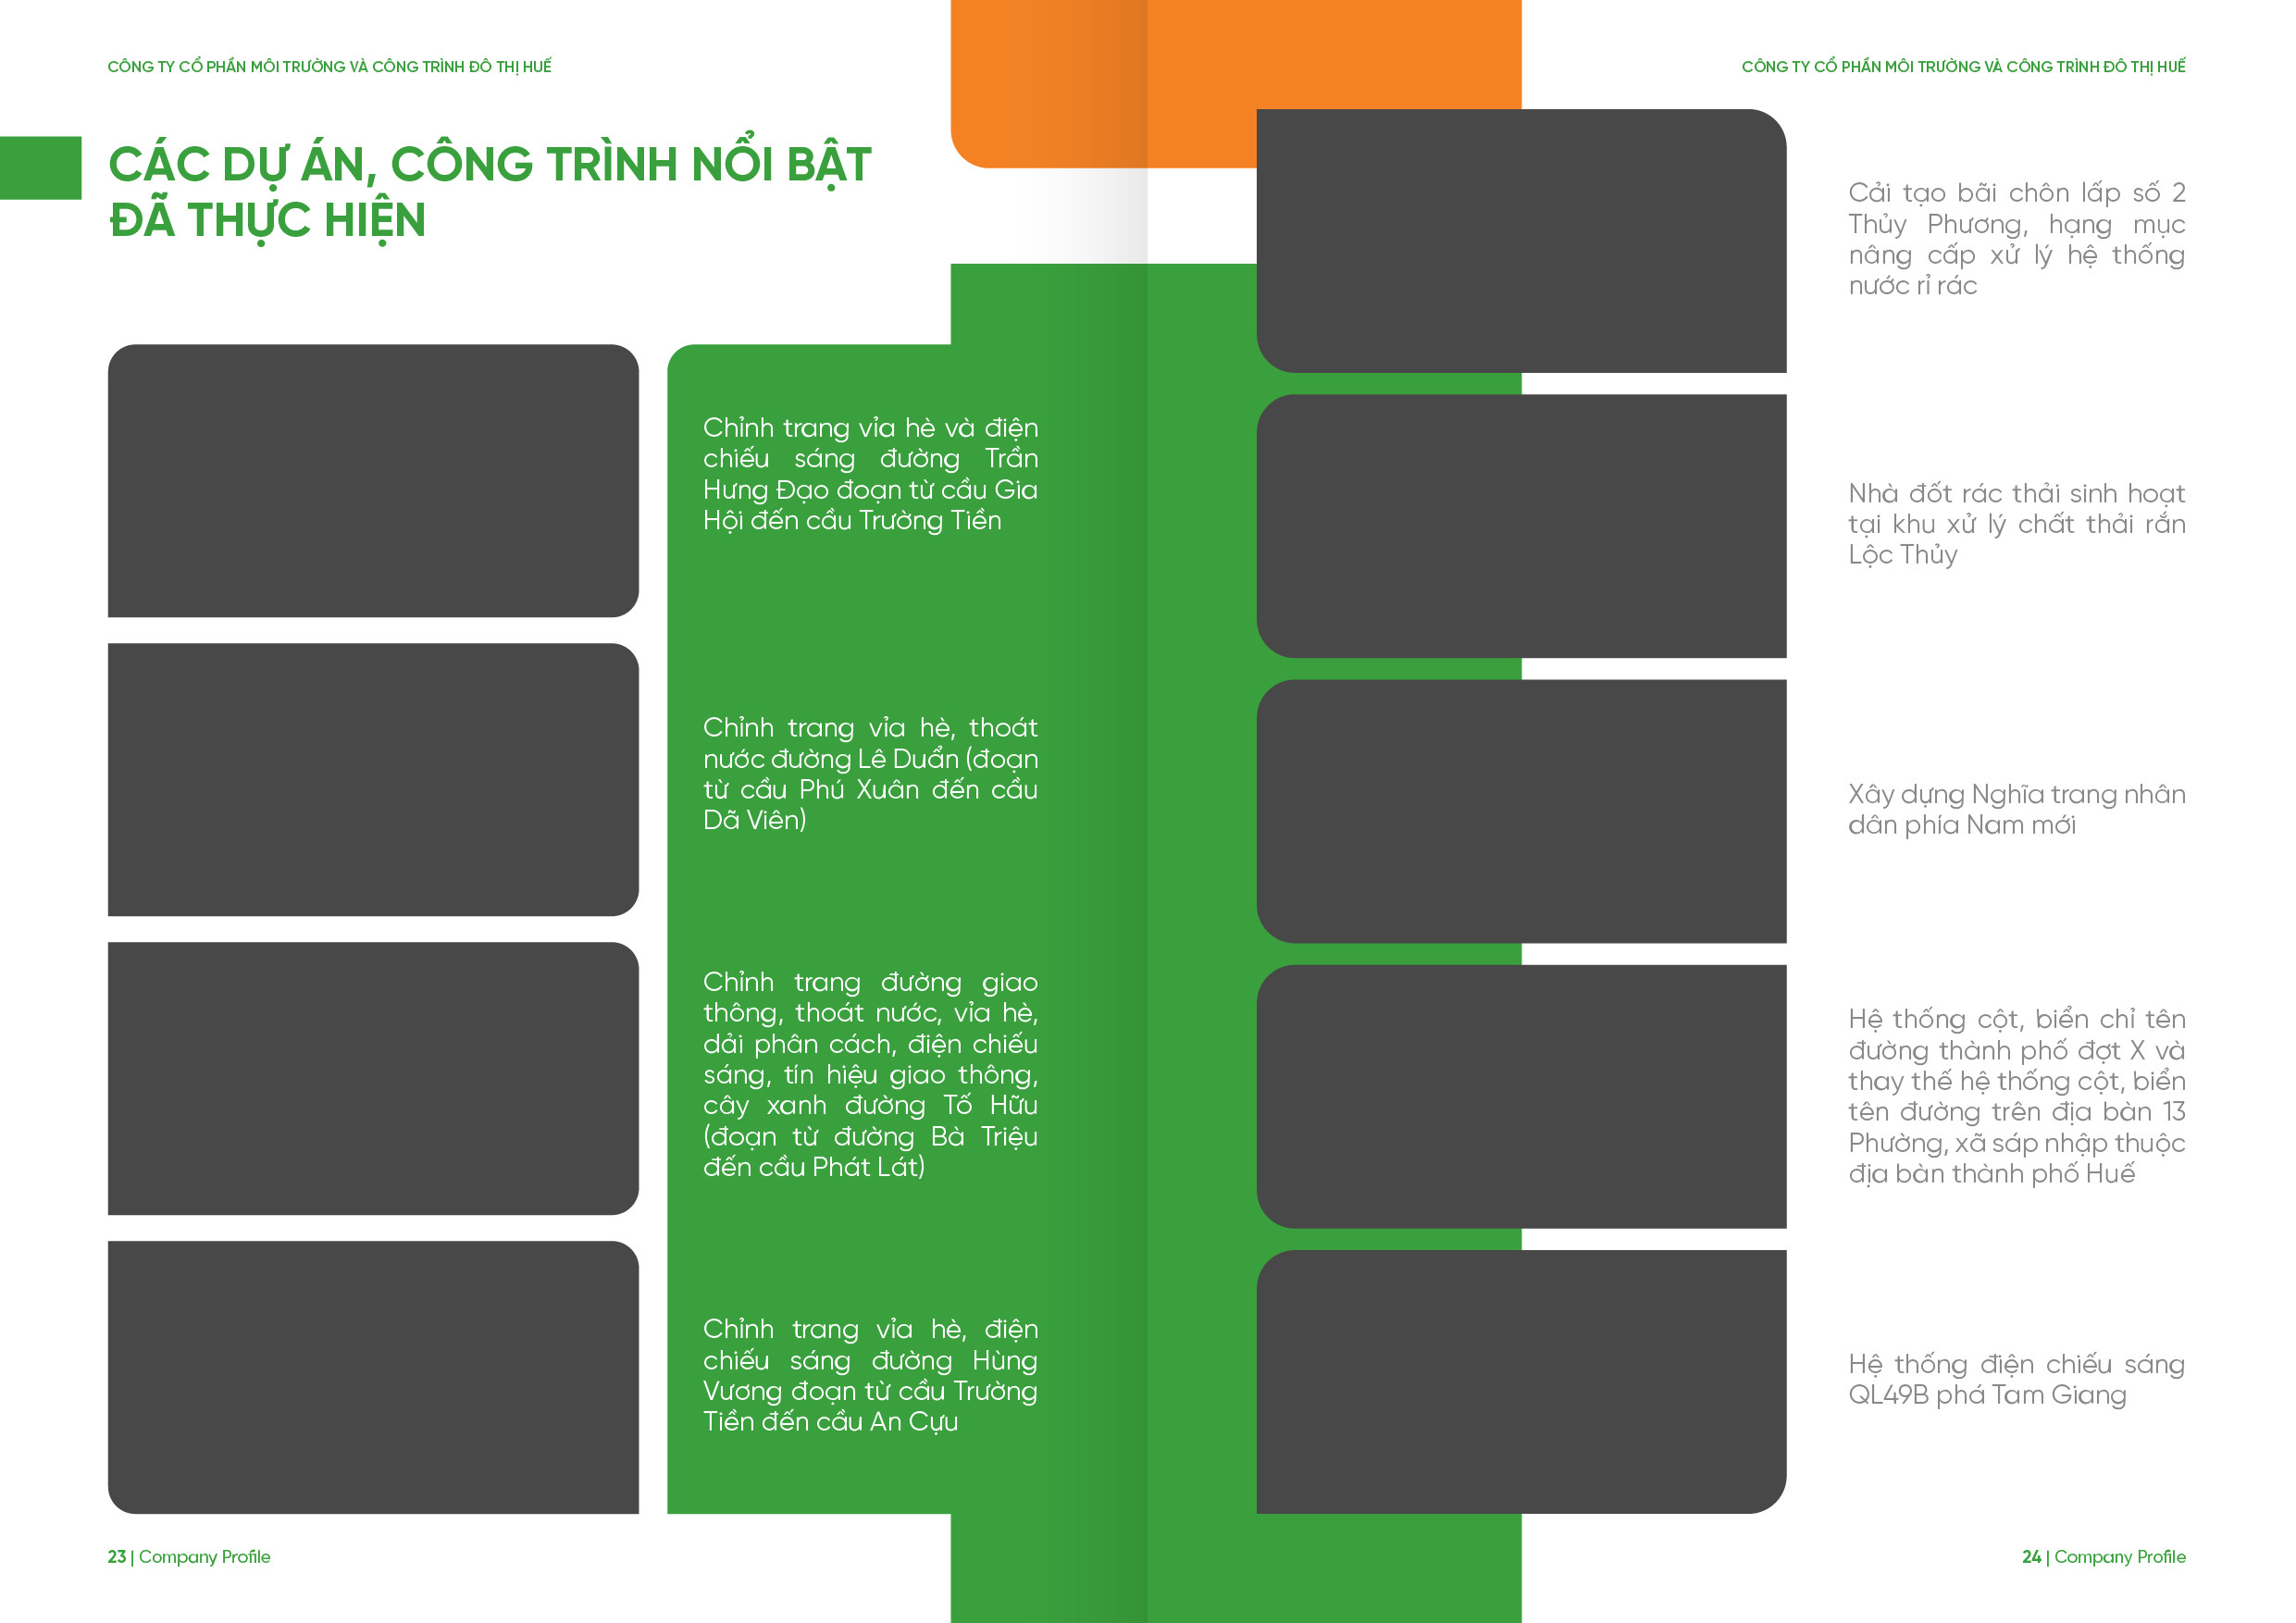 CÔNG TY CỔ PHẦN MÔI TRƯỜNG VÀ CÔNG TRÌNH ĐÔ THỊ HUẾ
CÁC DỰ ÁN, CÔNG TRÌNH NỔI BẬT
ĐÃ THỰC HIỆN
Chỉnh trang vỉa hè và điện
chiếu sáng đường Trần
Hưng Đạo đoạn từ cầu Gia
Hội đến cầu Trường Tiền
Chỉnh trang vỉa hè, thoát
nước đường Lê Duẩn (đoạn
từ cầu Phú Xuân đến cầu
Dã Viên)
Chỉnh trang đường giao
thông, thoát nước, vỉa hè,
dải phân cách, điện chiếu
sáng, tín hiệu giao thông,
cây xanh đường Tố Hữu
(đoạn từ đường Bà Triệu
đến cầu Phát Lát)
Chỉnh trang vỉa hè, điện
chiếu sáng đường Hùng
Vương đoạn từ cầu Trường
Tiền đến cầu An Cựu
23 | Company Profile
CÔNG TY CỔ PHẦN MÔI TRƯỜNG VÀ CÔNG TRÌNH ĐÔ THỊ HUẾ
Cải tạo bãi chôn lấp số 2
Thủy Phương, hạng mục
nâng cấp xử lý hệ thống
nước rỉ rác
Nhà đốt rác thải sinh hoạt
tại khu xử lý chất thải rắn
Lộc Thủy
Xây dựng Nghĩa trang nhân
dân phía Nam mới
Hệ thống cột, biển chỉ tên
đường thành phố đợt X và
thay thế hệ thống cột, biển
tên đường trên địa bàn 13
Phường, xã sáp nhập thuộc
địa bàn thành phố Huế
Hệ thống điện chiếu sáng
QL49B phá Tam Giang
24 | Company Profile